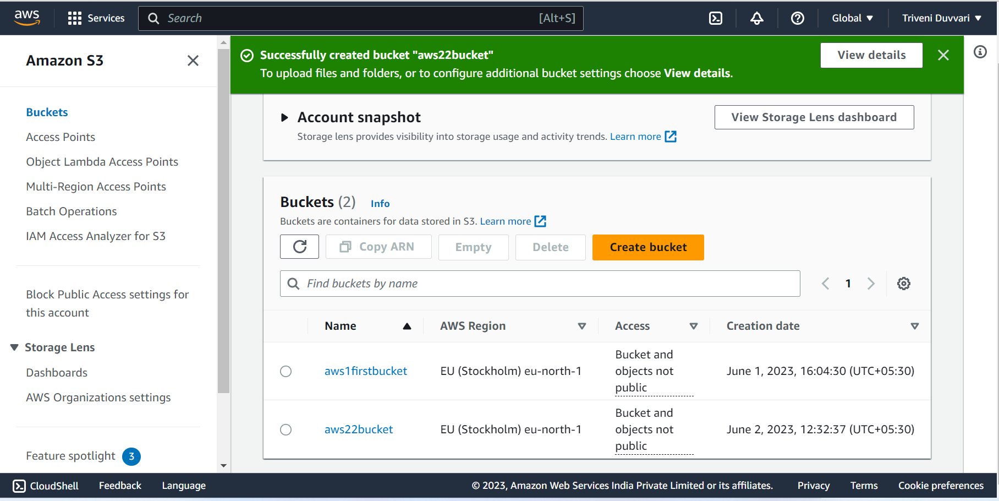 aws
Services
Search
[Alt+S]
Global
Triveni Duvvari
Amazon S3
Buckets
Access Points
Object Lambda Access Points
Multi-Region Access Points
Batch Operations
IAM Access Analyzer for S3
Block Public Access settings for
this account
Storage Lens
Dashboards
AWS Organizations settings
Feature spotlight 3
Successfully created bucket "aws22bucket"
To upload files and folders, or to configure additional bucket settings choose View details.
View details
Account snapshot
Storage lens provides visibility into storage usage and activity trends. Learn more
View Storage Lens dashboard
Buckets (2) Info
Buckets are containers for data stored in S3. Learn more
Copy ARN
Empty
Delete
Create bucket
Find buckets by name
1
Name
AWS Region
Access
Creation date
aws1firstbucket
EU (Stockholm) eu-north-1
Bucket and
objects not
public
June 1, 2023, 16:04:30 (UTC+05:30)
aws22bucket
EU (Stockholm) eu-north-1
Bucket and
objects not
public
June 2, 2023, 12:32:37 (UTC+05:30)
CloudShell
Feedback
Language
© 2023, Amazon Web Services India Private Limited or its affiliates.
Privacy
Terms
Cookie preferences